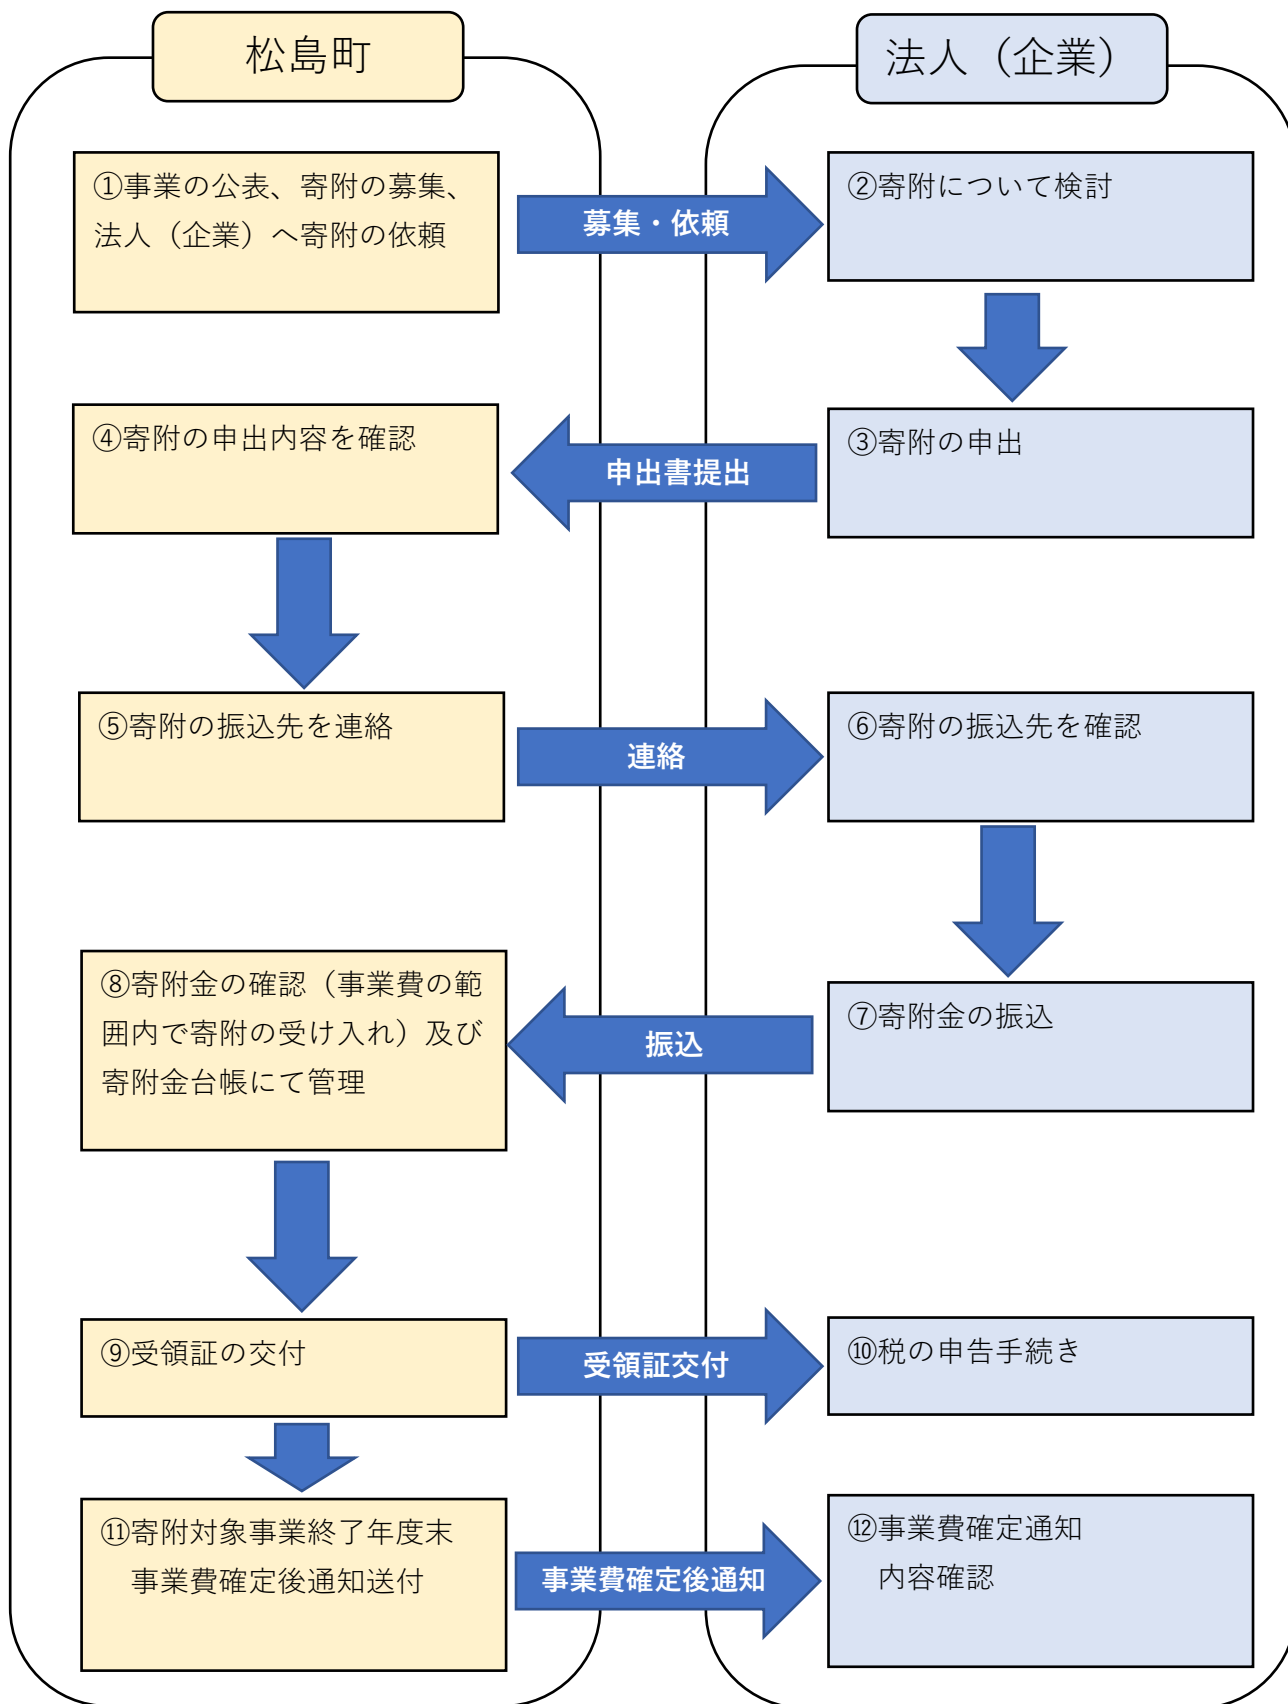 松島町
法人（企業）
①事業の公表、寄附の募集、
法人（企業）へ寄附の依頼
募集・依頼
②寄附について検討
③寄附の申出
申出書提出
④寄附の申出内容を確認
⑤寄附の振込先を連絡
連絡
⑥寄附の振込先を確認
⑦寄附金の振込
振込
⑧寄附金の確認（事業費の範
囲内で寄附の受け入れ）及び
寄附金台帳にて管理
⑨受領証の交付
受領証交付
⑩税の申告手続き
⑪寄附対象事業終了年度末
事業費確定後通知送付
事業費確定後通知
⑫事業費確定通知
内容確認